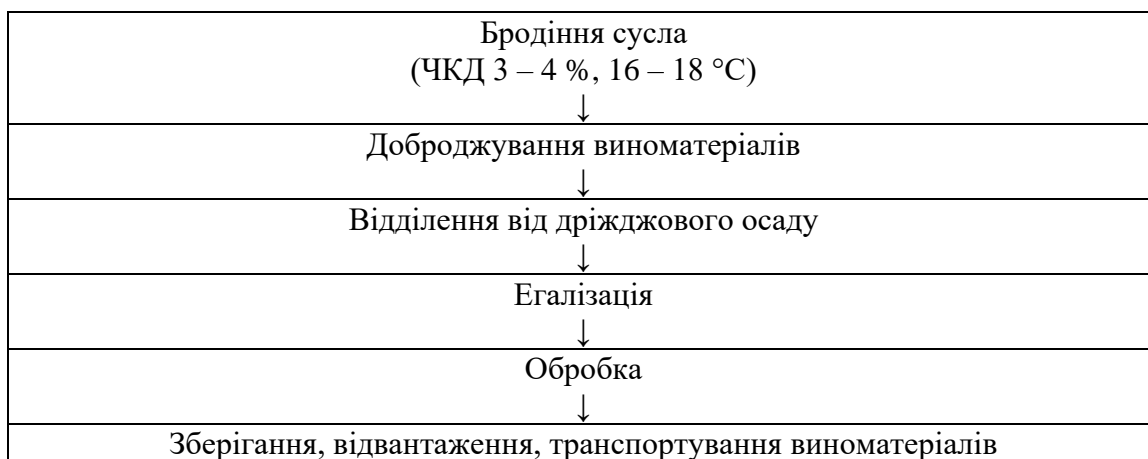 Бродіння сусла
(ЧКД 3 – 4 %, 16 – 18 °С)
↓
Доброджування виноматеріалів
↓
Відділення від дріжджового осаду
↓
Егалізація
↓
Обробка
↓
Зберігання, відвантаження, транспортування виноматеріалів